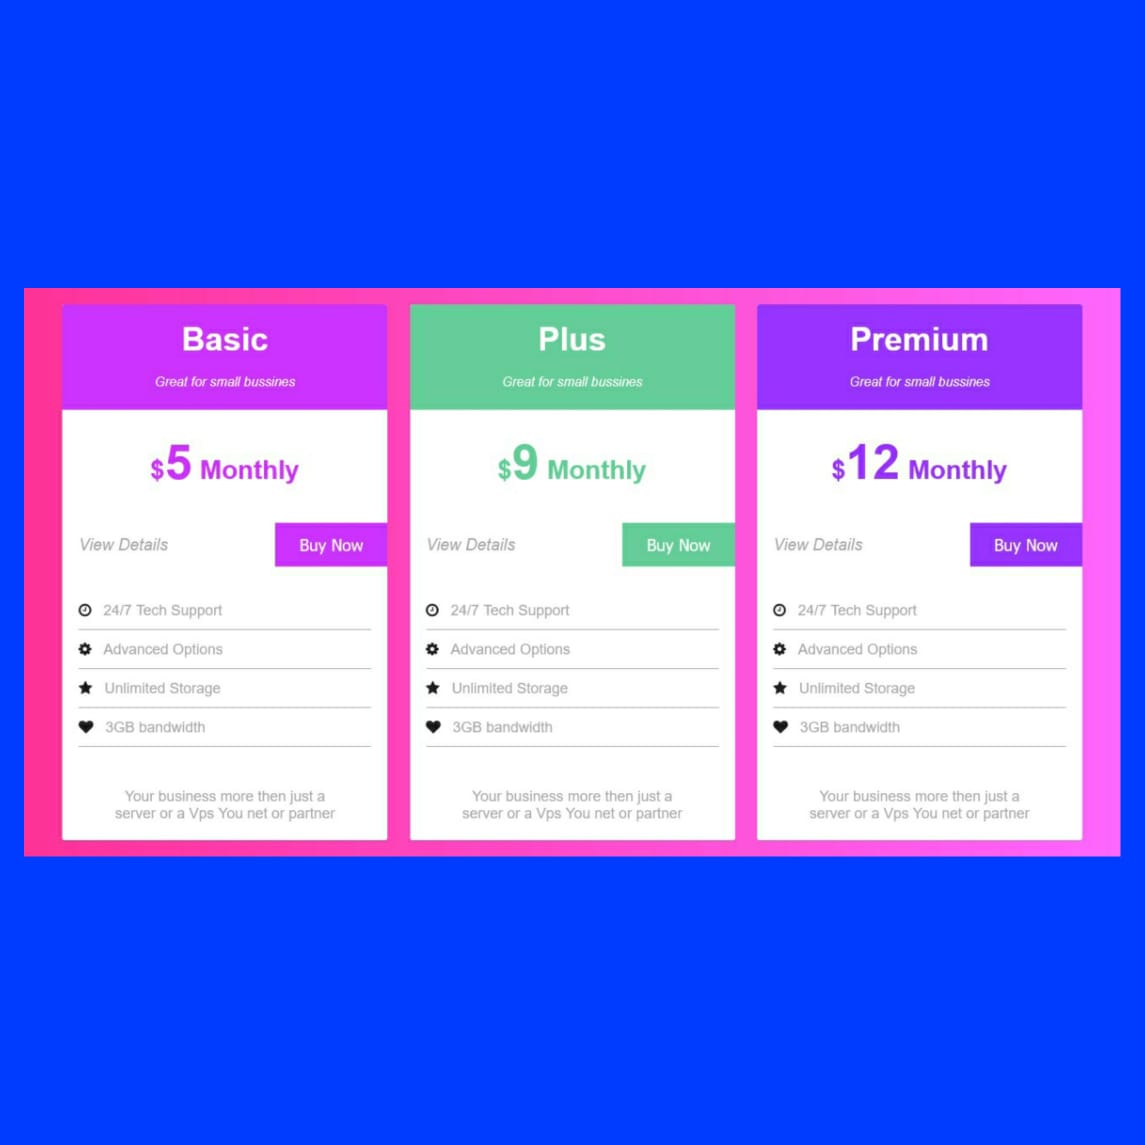 Basic
Great for small bussines
$5 Monthly
View Details
Buy Now
24/7 Tech Support
Advanced Options
Unlimited Storage
3GB bandwidth
Your business more then just a
server or a Vps You net or partner
Plus
Great for small bussines
$9 Monthly
View Details
Buy Now
24/7 Tech Support
Advanced Options
Unlimited Storage
3GB bandwidth
Your business more then just a
server or a Vps You net or partner
Premium
Great for small bussines
$12 Monthly
View Details
Buy Now
24/7 Tech Support
Advanced Options
Unlimited Storage
3GB bandwidth
Your business more then just a
server or a Vps You net or partner